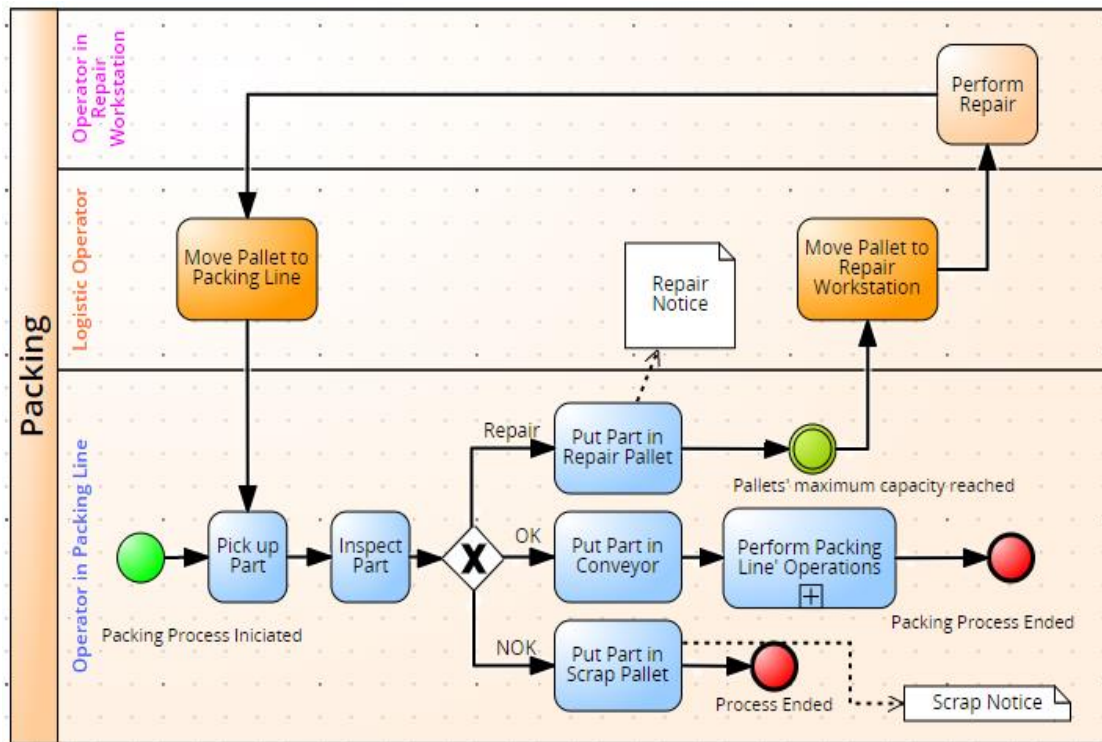 Packing
Operator in
Repair
Workstation
Perform
Repair
Logistic Operator
Move Pallet to
Packing Line
Repair
Notice
Move Pallet to
Repair
Workstation
Operator in Packing Line
Repair
Put Part in
Repair Pallet
Pallets' maximum capacity reached
Packing Process Iniciated
Pick up
Part
Inspect
Part
X
OK
Put Part in
Conveyor
Perform Packing
Line' Operations
+
Packing Process Ended
NOK
Put Part in
Scrap Pallet
Process Ended
Scrap Notice